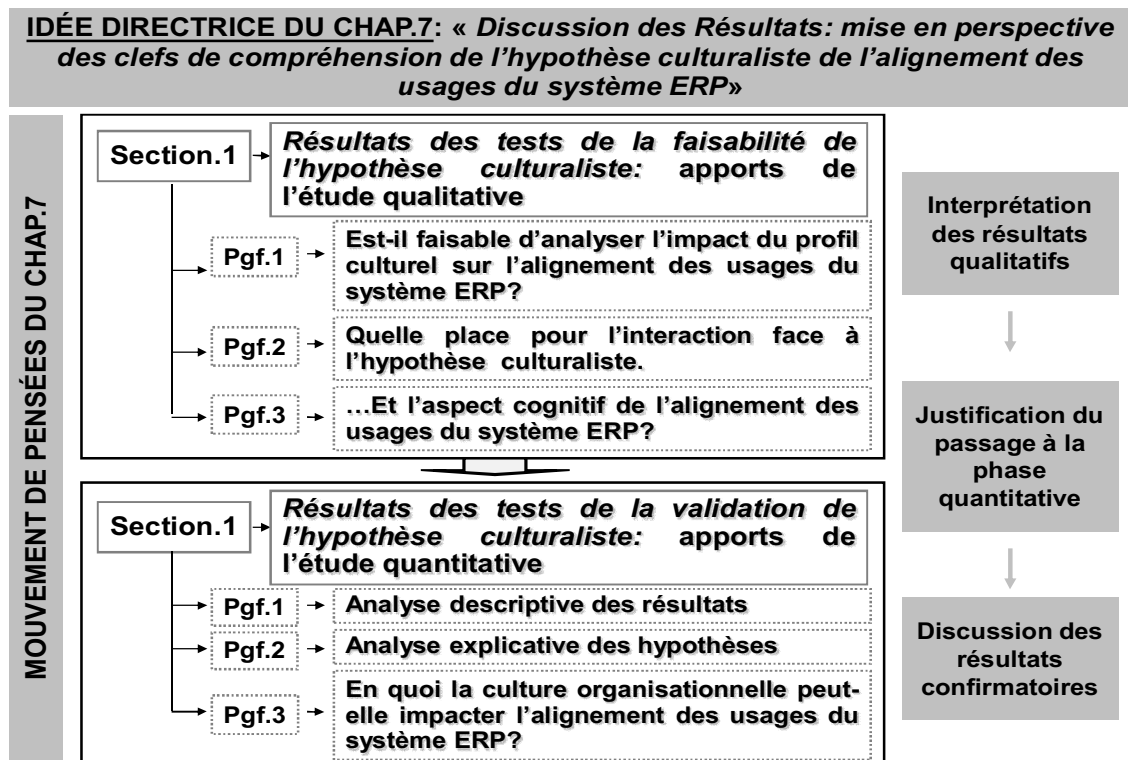 IDÉE DIRECTRICE DU CHAP.7: « Discussion des Résultats: mise en perspective
des clefs de compréhension de l'hypothèse culturaliste de l'alignement des
usages du système ERP»
MOUVEMENT DE PENSÉES DU CHAP.7
Section.1
Résultats des tests de la faisabilité de
l'hypothèse culturaliste: apports de
l'étude qualitative
Pgf.1
Est-il faisable d'analyser l'impact du profil
culturel sur l'alignement des usages du
système ERP?
Pgf.2
Quelle place pour l'interaction face à
l'hypothèse culturaliste.
Pgf.3
…Et l'aspect cognitif de l'alignement des
usages du système ERP?
Section.1
Résultats des tests de la validation de
l'hypothèse culturaliste: apports de
l'étude quantitative
Pgf.1
Analyse descriptive des résultats
Pgf.2
Analyse explicative des hypothèses
Pgf.3
En quoi la culture organisationnelle peut-
elle impacter l'alignement des usages du
système ERP?
Interprétation
des résultats
qualitatifs
Justification du
passage à la
phase
quantitative
Discussion des
résultats
confirmatoires